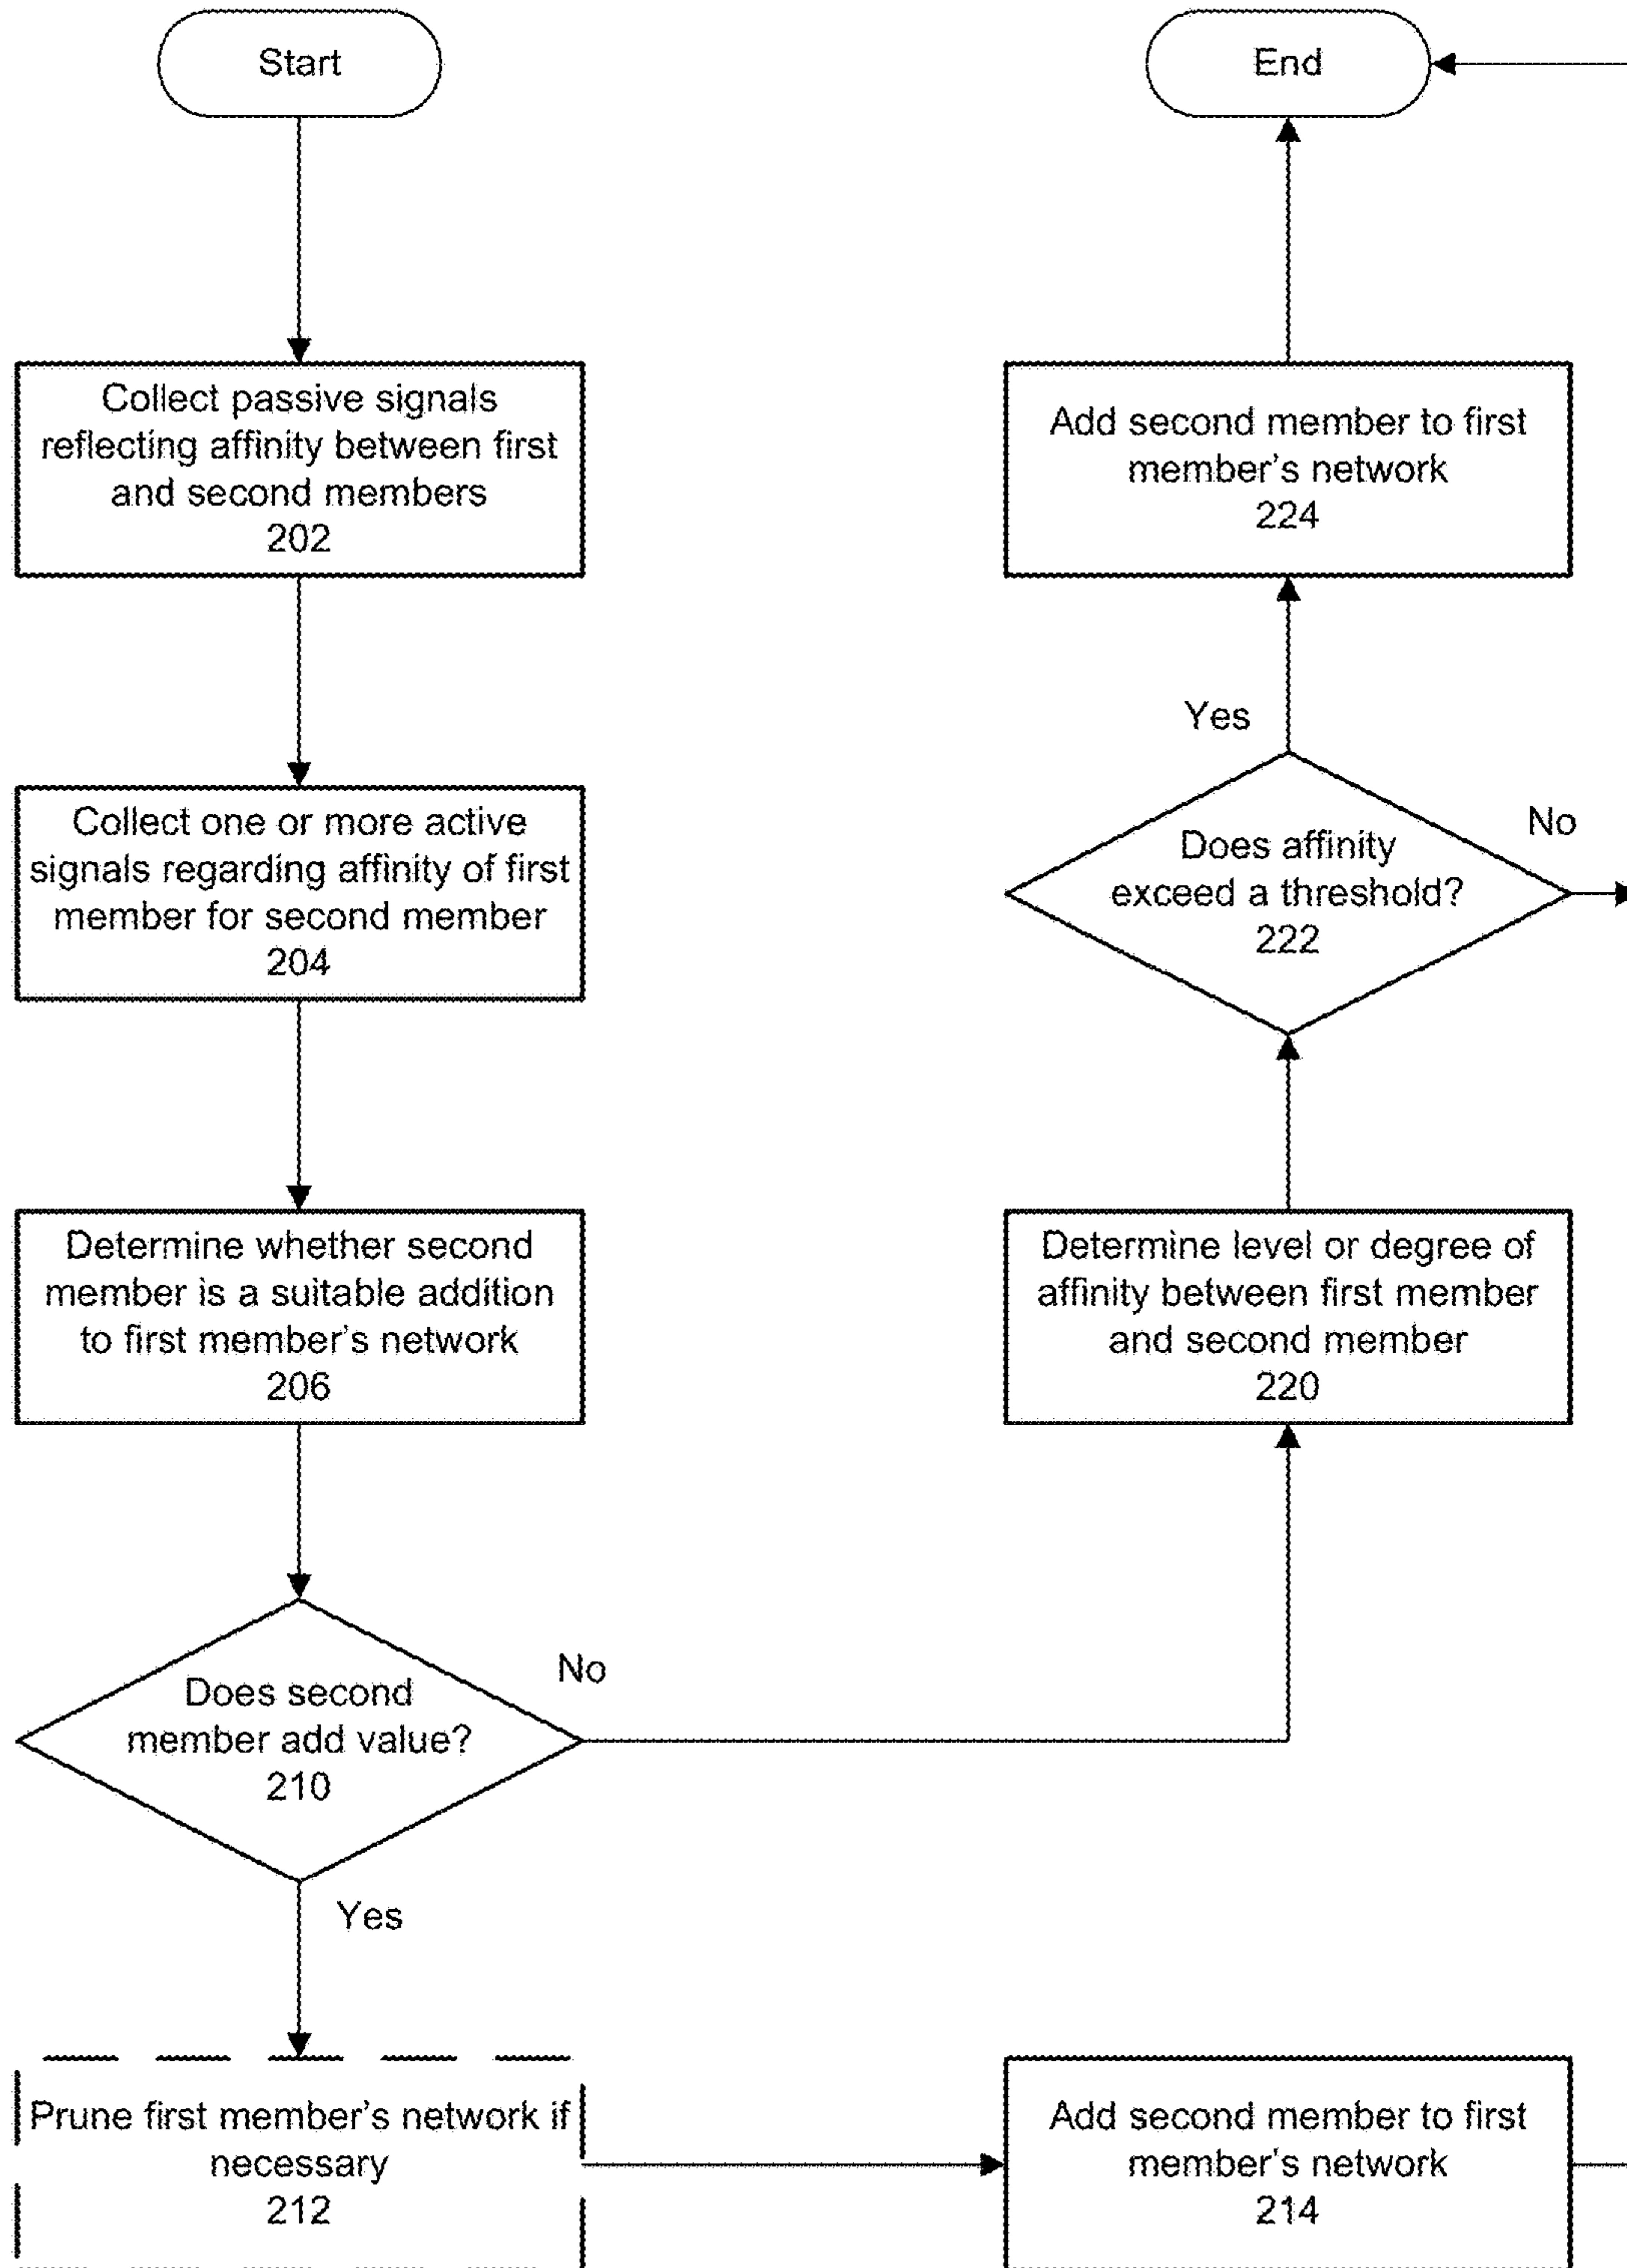 Start
Collect passive signals
reflecting affinity between first
and second members
202
Collect one or more active
signals regarding affinity of first
member for second member
204
Determine whether second
member is a suitable addition
to first member's network
206
Does second
member add value?
210
No
Yes
Prune first member's network if
necessary
212
Add second member to first
member's network
214
Determine level or degree of
affinity between first member
and second member
220
Does affinity
exceed a threshold?
222
No
Yes
Add second member to first
member's network
224
End